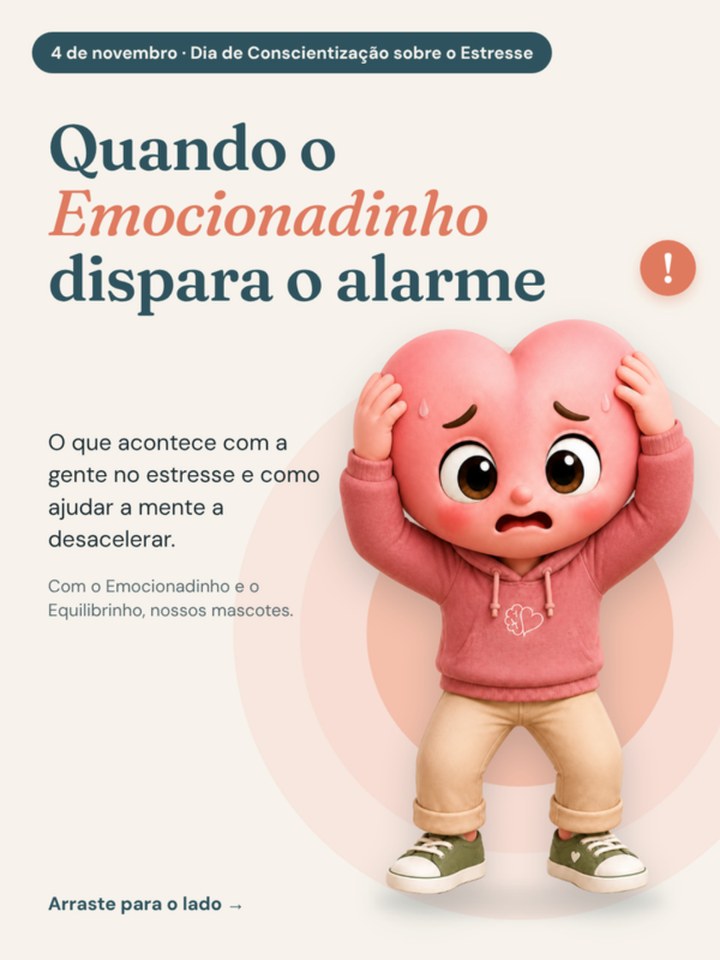 4 de novembro · Dia de Conscientização sobre o Estresse
Quando o
Emocionadinho
dispara o alarme
!
O que acontece com a
gente no estresse e como
ajudar a mente a
desacelerar.
Com o Emocionadinho e o
Equilibrinho, nossos mascotes.
Arraste para o lado →